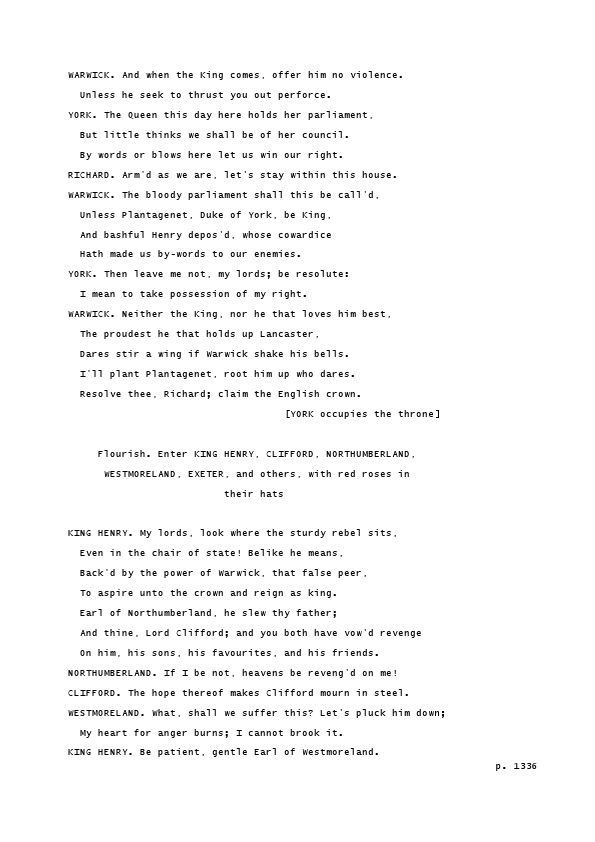 WARWICK. And when the King comes, offer him no violence.
Unless he seek to thrust you out perforce.
YORK. The Queen this day here holds her parliament,
But little thinks we shall be of her council.
By words or blows here let us win our right.
RICHARD. Arm'd as we are, let's stay within this house.
WARWICK. The bloody parliament shall this be call'd,
Unless Plantagenet, Duke of York, be King,
And bashful Henry depos'd, whose cowardice
Hath made us by-words to our enemies.
YORK. Then leave me not, my lords; be resolute:
I mean to take possession of my right.
WARWICK. Neither the King, nor he that loves him best,
The proudest he that holds up Lancaster,
Dares stir a wing if Warwick shake his bells.
I'll plant Plantagenet, root him up who dares.
Resolve thee, Richard; claim the English crown.
[YORK occupies the throne]
Flourish. Enter KING HENRY, CLIFFORD, NORTHUMBERLAND,
WESTMORELAND, EXETER, and others, with red roses in
their hats
KING HENRY. My lords, look where the sturdy rebel sits,
Even in the chair of state! Belike he means,
Back'd by the power of Warwick, that false peer,
To aspire unto the crown and reign as king.
Earl of Northumberland, he slew thy father;
And thine, Lord Clifford; and you both have vow'd revenge
On him, his sons, his favourites, and his friends.
NORTHUMBERLAND. If I be not, heavens be reveng'd on me!
CLIFFORD. The hope thereof makes Clifford mourn in steel.
WESTMORELAND. What, shall we suffer this? Let's pluck him down;
My heart for anger burns; I cannot brook it.
KING HENRY. Be patient, gentle Earl of Westmoreland.
p. 1336